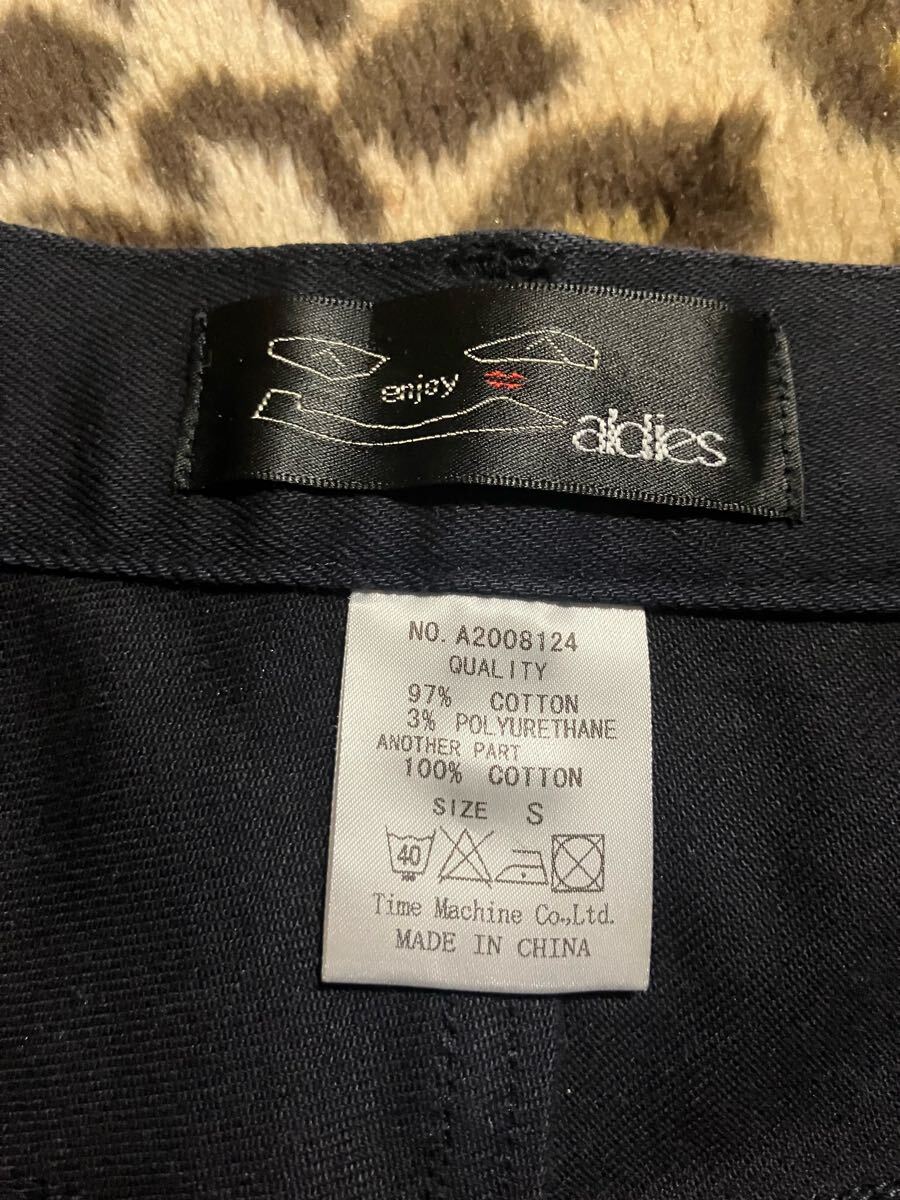 enjoy
aldies
NO. A2008124
QUALITY
97% COTTON
3% POLYURETHANE
ANOTHER PART
100% COTTON
SIZE S
40
Time Machine Co.,Ltd.
MADE IN CHINA